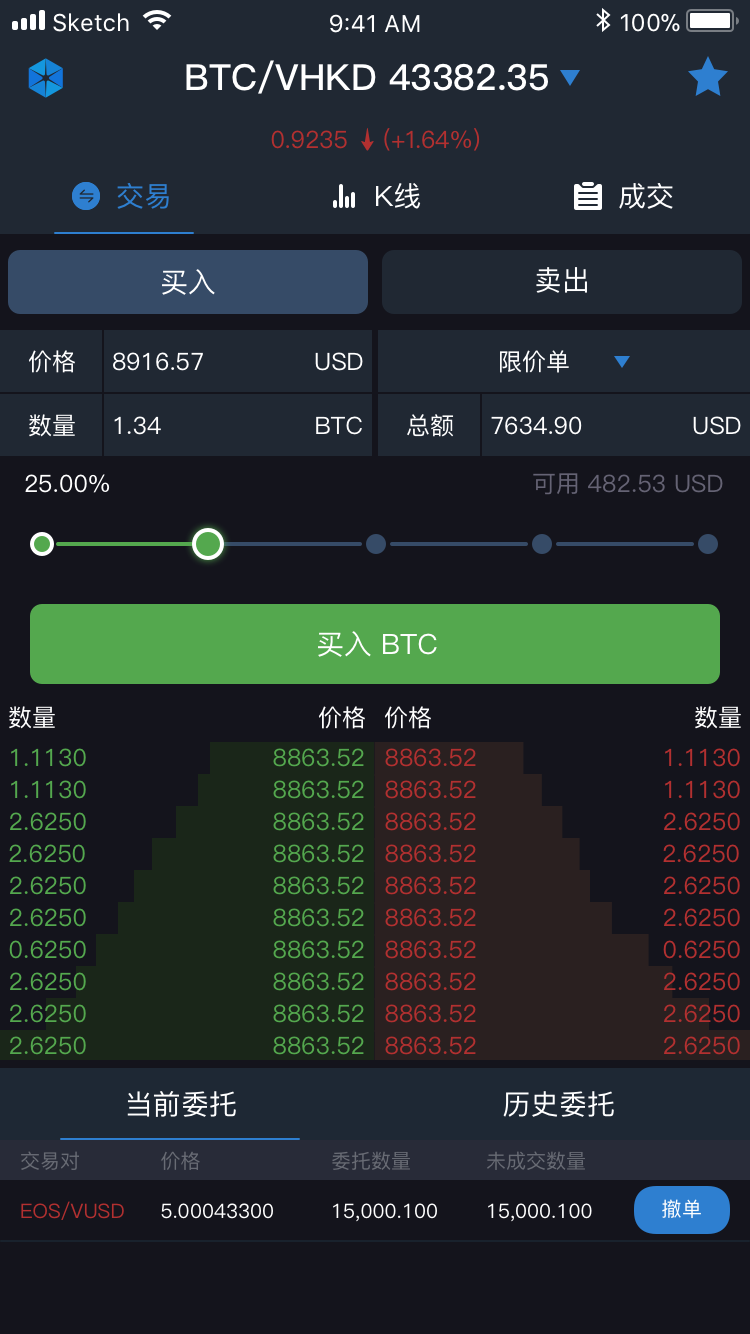 Sketch 9:41 AM 100%
BTC/VHKD 43382.35
0.9235 (+1.64%)
交易 K线 成交
买入 卖出
价格 8916.57 USD 限价单
数量 1.34 BTC 总额 7634.90 USD
25.00% 可用 482.53 USD
买入 BTC
数量 价格 价格 数量
1.1130 8863.52 8863.52 1.1130
1.1130 8863.52 8863.52 1.1130
2.6250 8863.52 8863.52 2.6250
2.6250 8863.52 8863.52 2.6250
2.6250 8863.52 8863.52 2.6250
2.6250 8863.52 8863.52 2.6250
0.6250 8863.52 8863.52 0.6250
2.6250 8863.52 8863.52 2.6250
2.6250 8863.52 8863.52 2.6250
2.6250 8863.52 8863.52 2.6250
当前委托 历史委托
交易对 价格 委托数量 未成交数量
EOS/VUSD 5.00043300 15,000.100 15,000.100 撤单